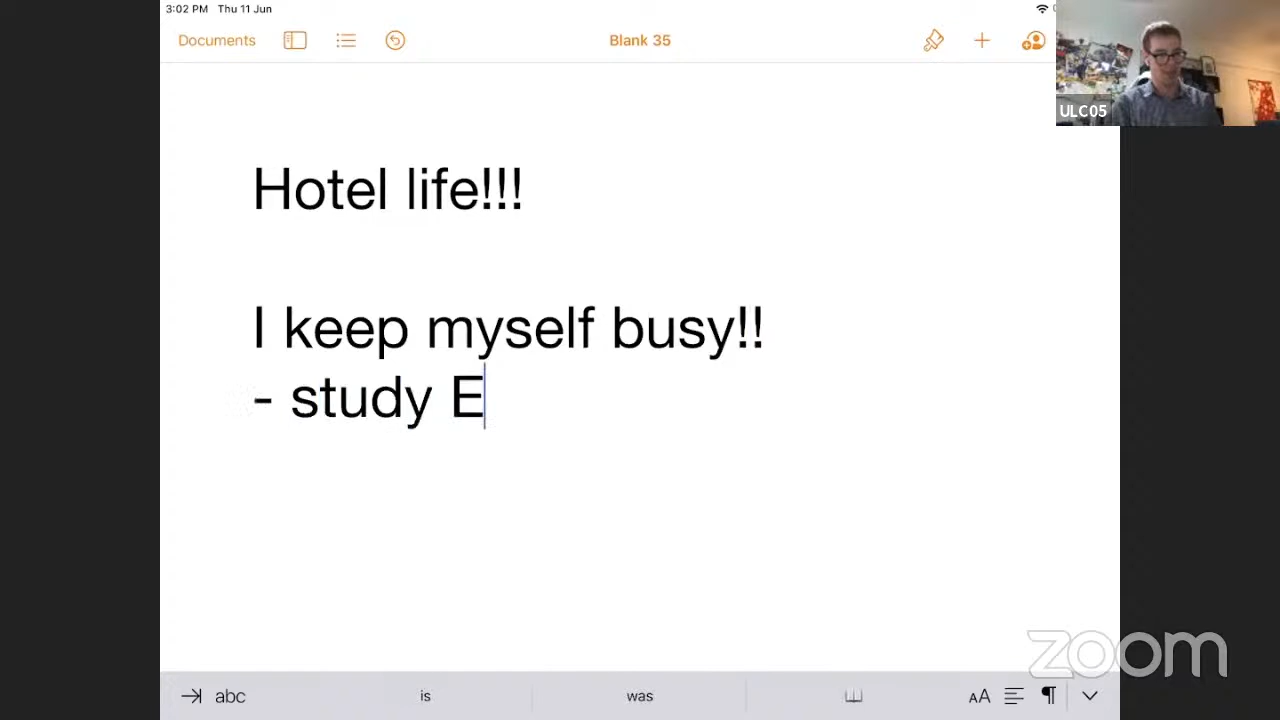 3:02 PM Thu 11 Jun
Documents
Blank 35
ULC05
Hotel life!!!
I keep myself busy!!
- study E
zoom
abc
is
was
AA